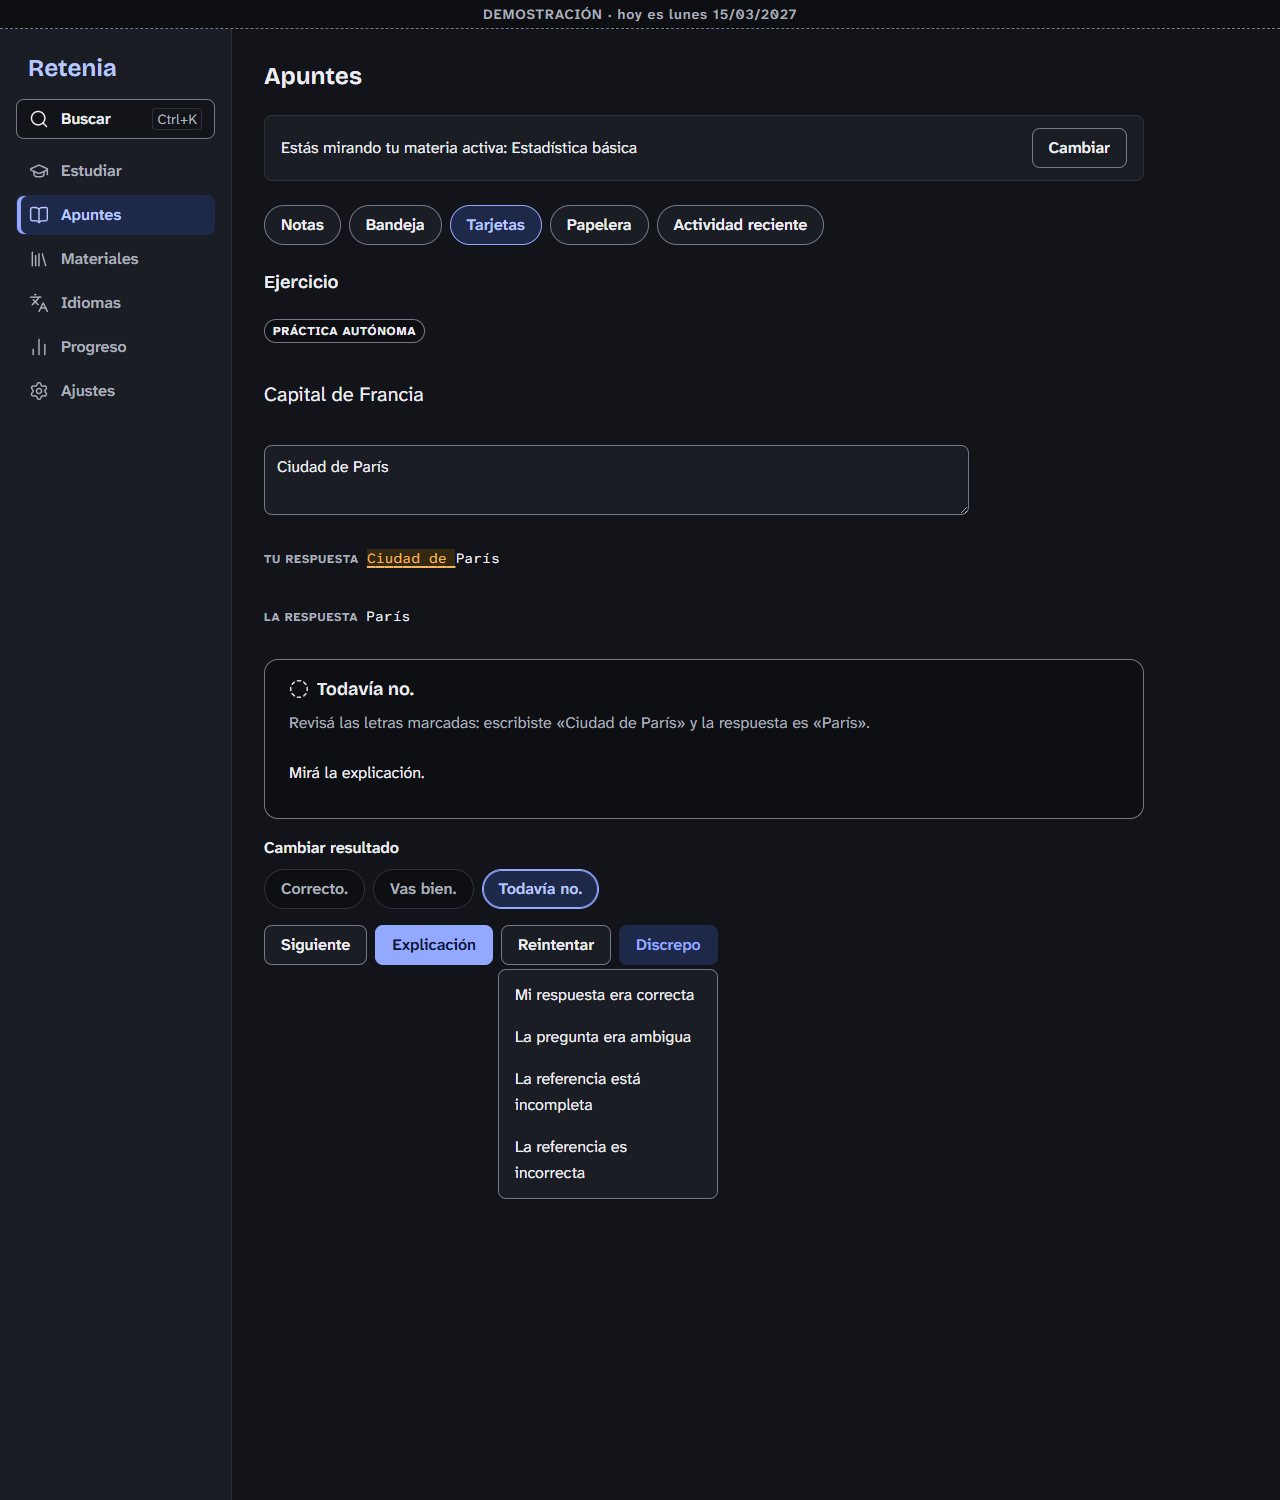 DEMOSTRACIÓN · hoy es lunes 15/03/2027
Retenia
Buscar Ctrl+K
Estudiar
Apuntes
Materiales
Idiomas
Progreso
Ajustes
Apuntes
Estás mirando tu materia activa: Estadística básica
Cambiar
Notas Bandeja Tarjetas Papelera Actividad reciente
Ejercicio
PRÁCTICA AUTÓNOMA
Capital de Francia
Ciudad de París
TU RESPUESTA Ciudad de París
LA RESPUESTA París
Todavía no.
Revisá las letras marcadas: escribiste «Ciudad de París» y la respuesta es «París».
Mirá la explicación.
Cambiar resultado
Correcto. Vas bien. Todavía no.
Siguiente Explicación Reintentar Discrepo
Mi respuesta era correcta
La pregunta era ambigua
La referencia está
incompleta
La referencia es
incorrecta